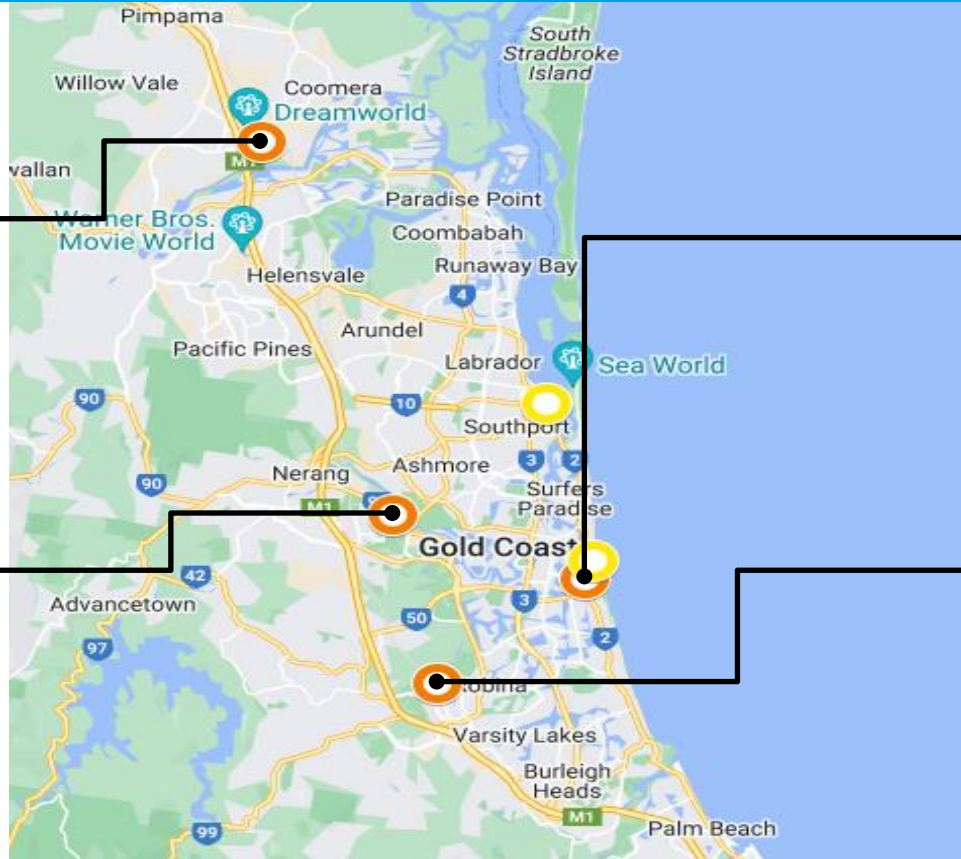 Pimpama
South
Stradbroke
Island
Willow Vale
Coomera
Dreamworld
M1
wallan
Paradise Point
Warner Bros.
Movie World
Coombabah
Runaway Bay
Helensvale
4
Arundel
Pacific Pines
Labrador
Sea World
90
10
Southport
Nerang
Ashmore
3
2
90
Surfers
Paradise
M1
Gold Coast
42
Advancetown
3
50
2
97
Varsity Lakes
Burleigh
Heads
M1
99
Palm Beach